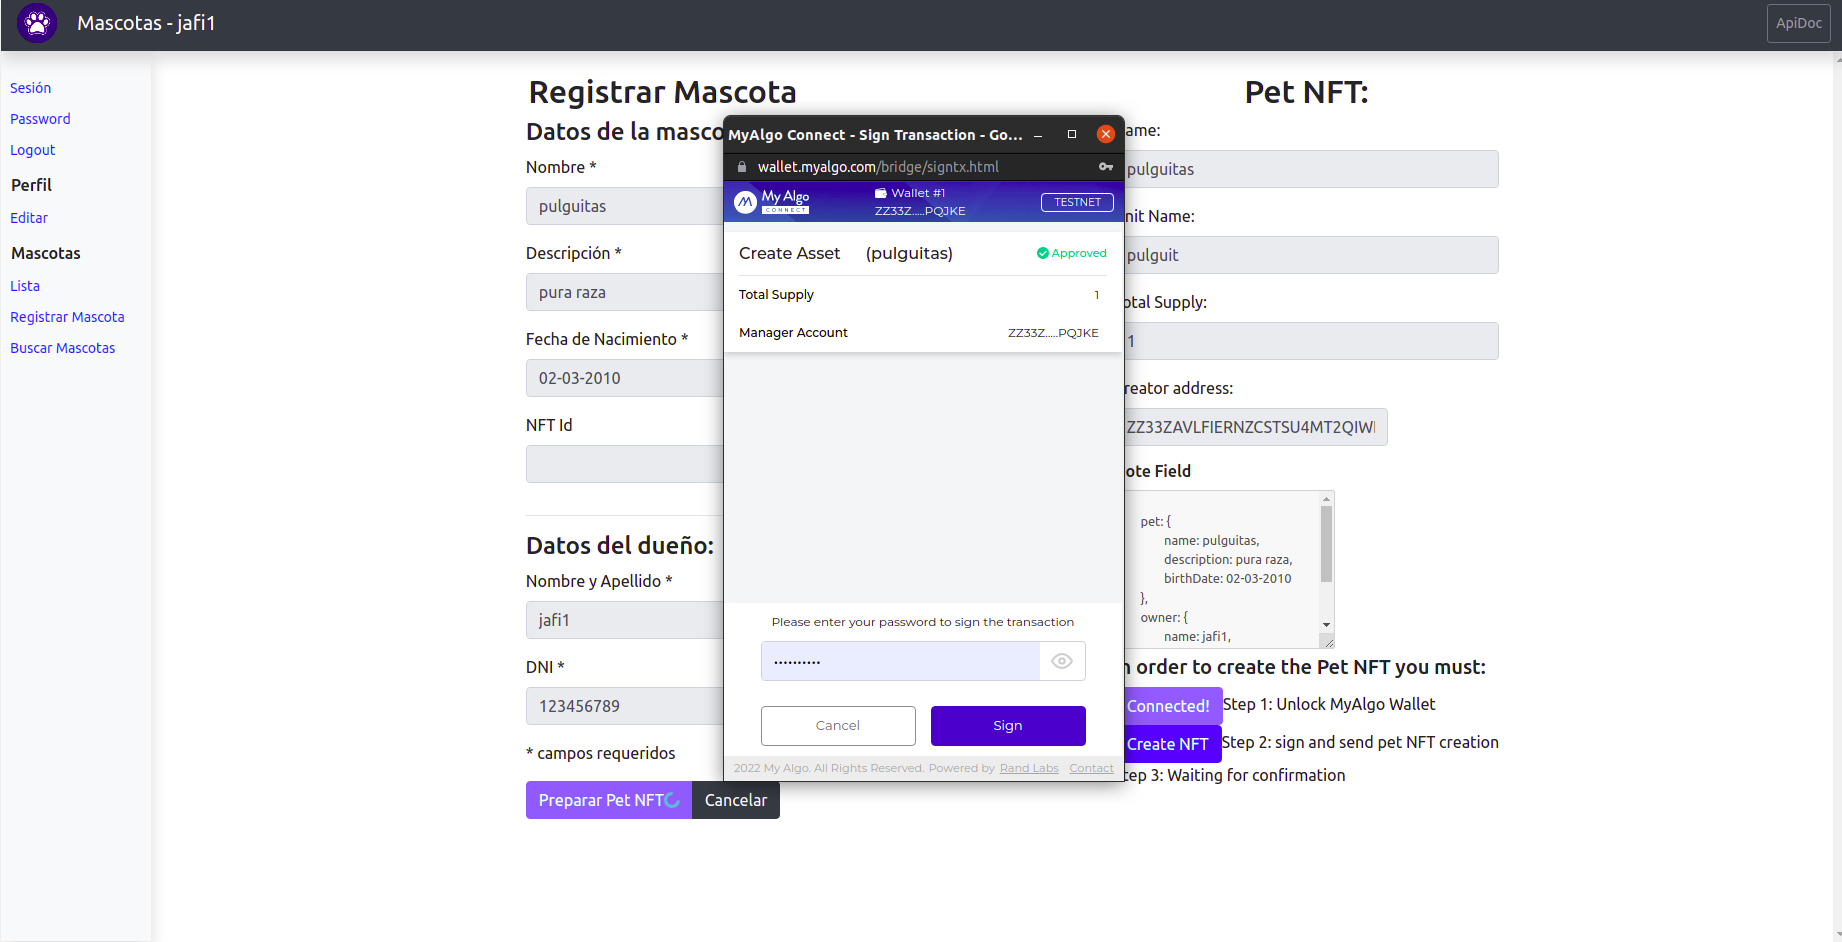 Mascotas - jafi1
ApiDoc
Sesión
Password
Logout
Perfil
Editar
Mascotas
Lista
Registrar Mascota
Buscar Mascotas
Registrar Mascota
Datos de la masco
Nombre *
pulguitas
Descripción *
pura raza
Fecha de Nacimiento *
02-03-2010
NFT Id
Datos del dueño:
Nombre y Apellido *
jafi1
DNI *
123456789
* campos requeridos
Preparar Pet NFT
Cancelar
MyAlgo Connect - Sign Transaction - Go...
wallet.myalgo.com/bridge/signtx.html
My Algo
CONNECT
Wallet #1
ZZ33Z.....PQJKE
TESTNET
Create Asset (pulguitas)
Approved
Total Supply 1
Manager Account ZZ33Z.....PQJKE
Please enter your password to sign the transaction
Cancel
Sign
2022 My Algo. All Rights Reserved. Powered by Rand Labs Contact
Pet NFT:
ame:
pulguitas
nit Name:
pulguit
otal Supply:
1
reator address:
ZZ33ZAVLFIERNZCSTSU4MT2QIWI
ote Field
pet: {
name: pulguitas,
description: pura raza,
birthDate: 02-03-2010
},
owner: {
name: jafi1,
n order to create the Pet NFT you must:
Connected! Step 1: Unlock MyAlgo Wallet
Create NFT Step 2: sign and send pet NFT creation
tep 3: Waiting for confirmation